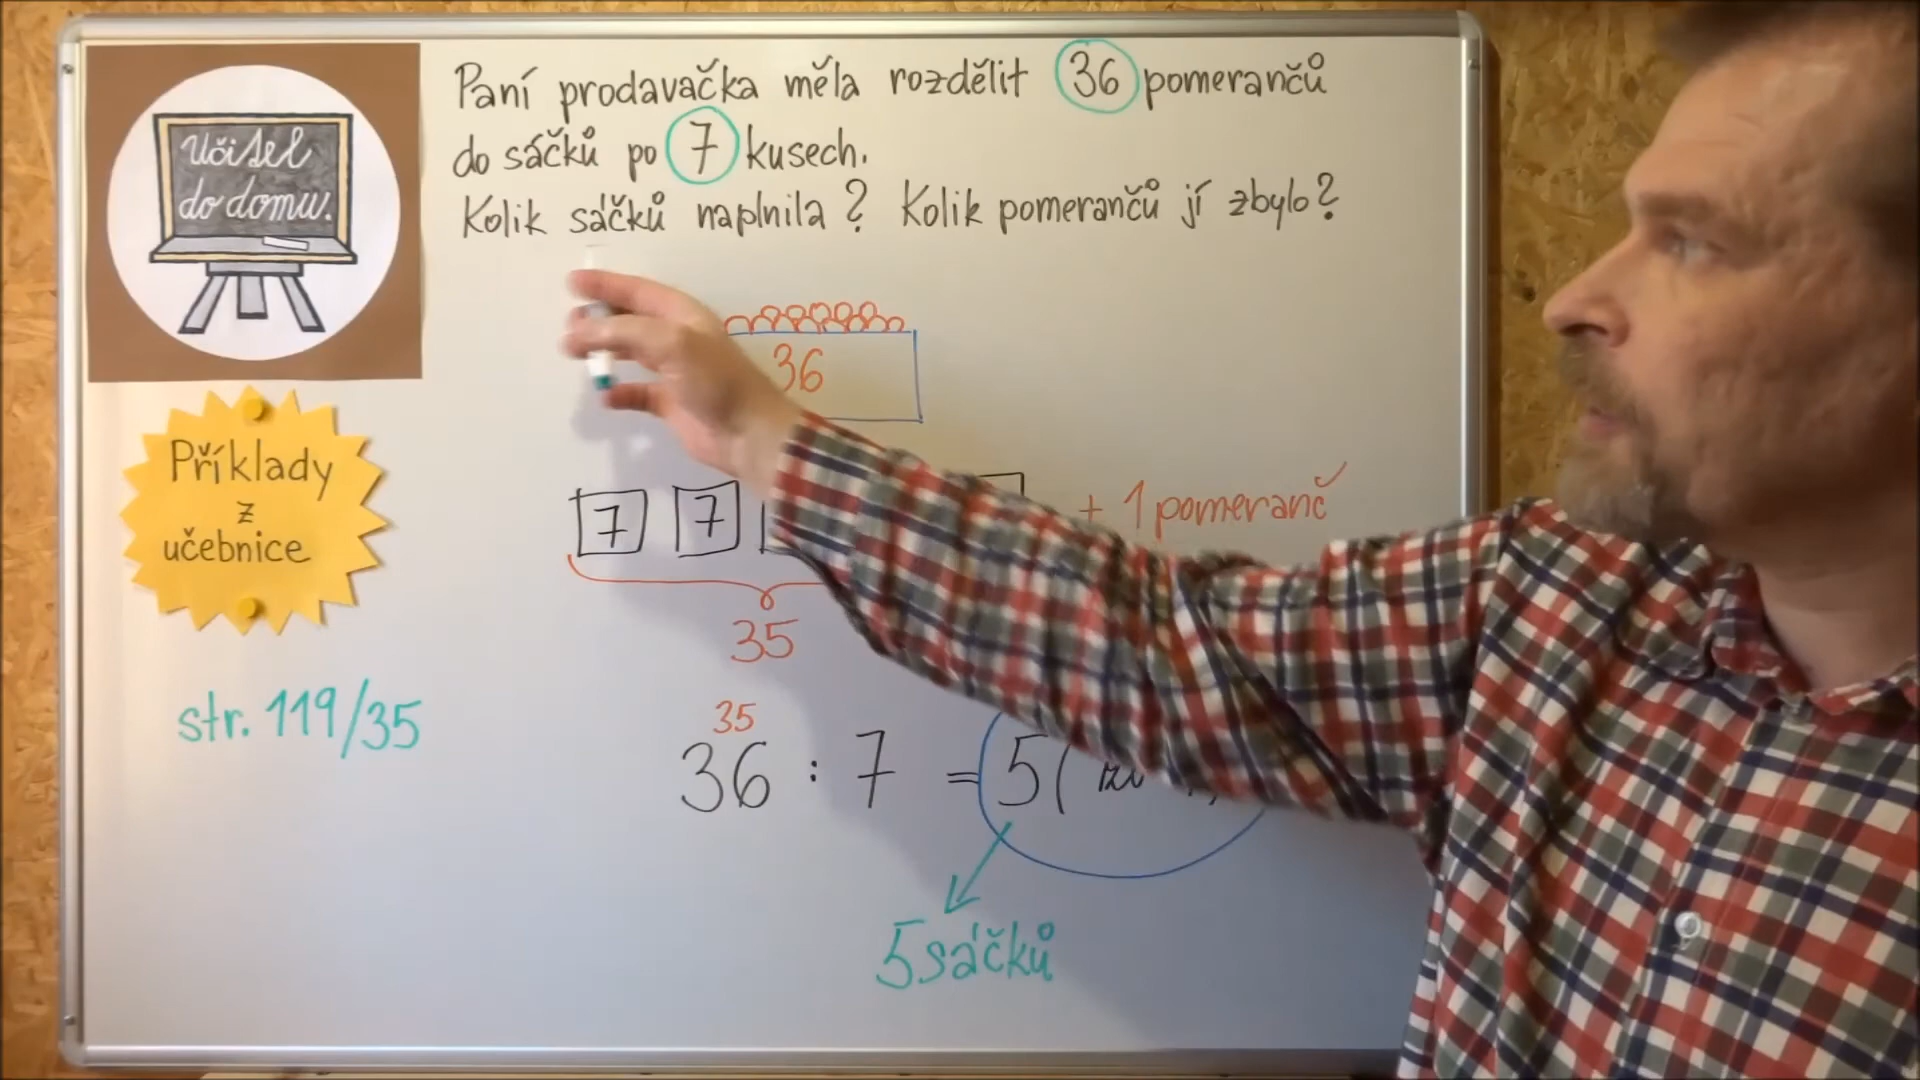 Učitel
do domu.
Paní prodavačka měla rozdělit 36 pomerančů
do sáčků po 7 kusech.
Kolik sáčků naplnila? Kolik pomerančů jí zbylo?
36
Příklady
z
učebnice
7 7 + 1 pomeranč
35
str. 119/35
35
36 : 7 = 5(
5 sáčků